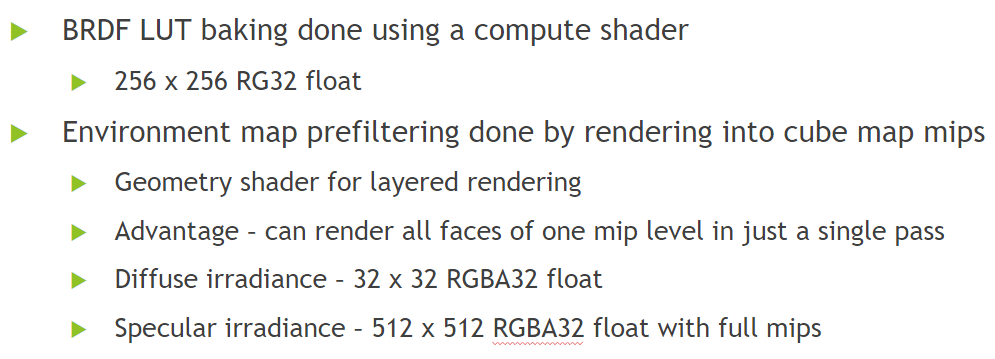 BRDF LUT baking done using a compute shader
256 x 256 RG32 float
Environment map prefiltering done by rendering into cube map mips
Geometry shader for layered rendering
Advantage – can render all faces of one mip level in just a single pass
Diffuse irradiance – 32 x 32 RGBA32 float
Specular irradiance – 512 x 512 RGBA32 float with full mips